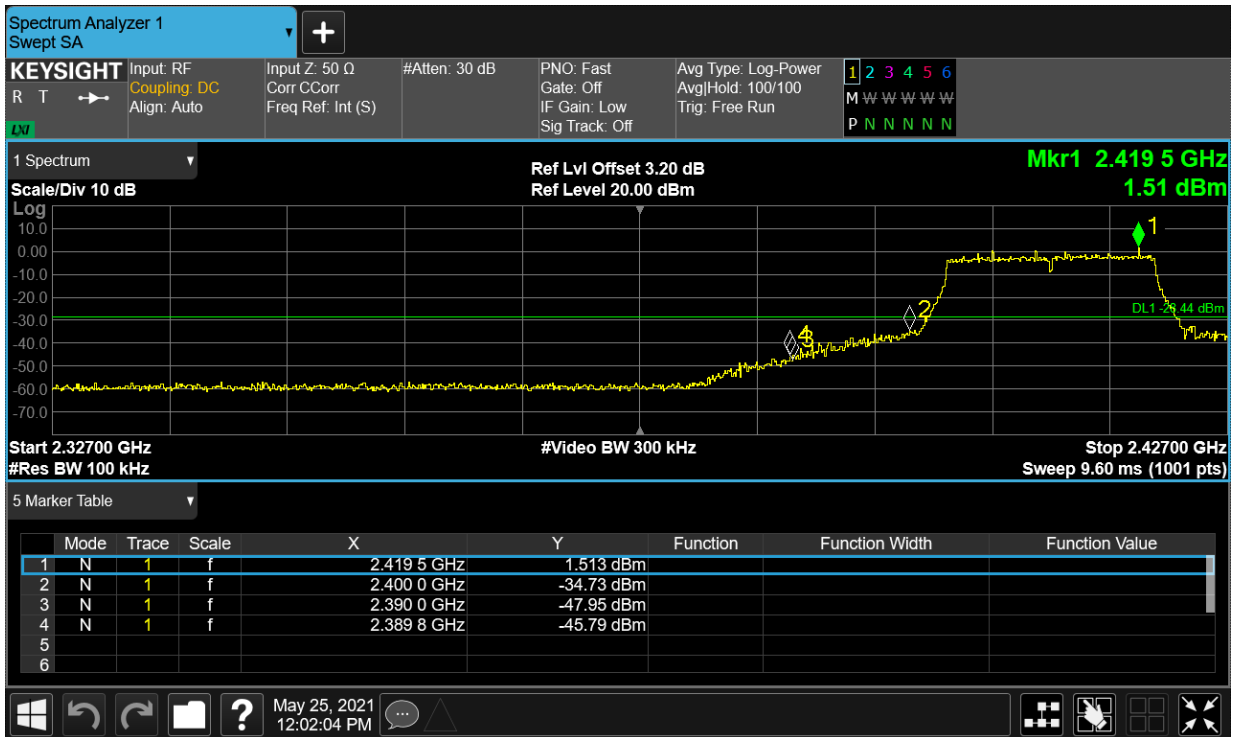 Spectrum Analyzer 1
Swept SA
KEYSIGHT
R T
LXI
Input: RF
Coupling: DC
Align: Auto
Input Z: 50 Ω
Corr CCorr
Freq Ref: Int (S)
#Atten: 30 dB
PNO: Fast
Gate: Off
IF Gain: Low
Sig Track: Off
Avg Type: Log-Power
Avg|Hold: 100/100
Trig: Free Run
1 2 3 4 5 6
M W W W W W
P N N N N N
1 Spectrum
Scale/Div 10 dB
Ref Lvl Offset 3.20 dB
Ref Level 20.00 dBm
Mkr1 2.419 5 GHz
1.51 dBm
Log
10.0
0.00
-10.0
-20.0
-30.0
-40.0
-50.0
-60.0
-70.0
1
2
4
3
DL1 -28.44 dBm
Start 2.32700 GHz
#Res BW 100 kHz
#Video BW 300 kHz
Stop 2.42700 GHz
Sweep 9.60 ms (1001 pts)
5 Marker Table
Mode Trace Scale X Y Function Function Width Function Value
1 N 1 f 2.419 5 GHz 1.513 dBm
2 N 1 f 2.400 0 GHz -34.73 dBm
3 N 1 f 2.390 0 GHz -47.95 dBm
4 N 1 f 2.389 8 GHz -45.79 dBm
5
6
?
May 25, 2021
12:02:04 PM